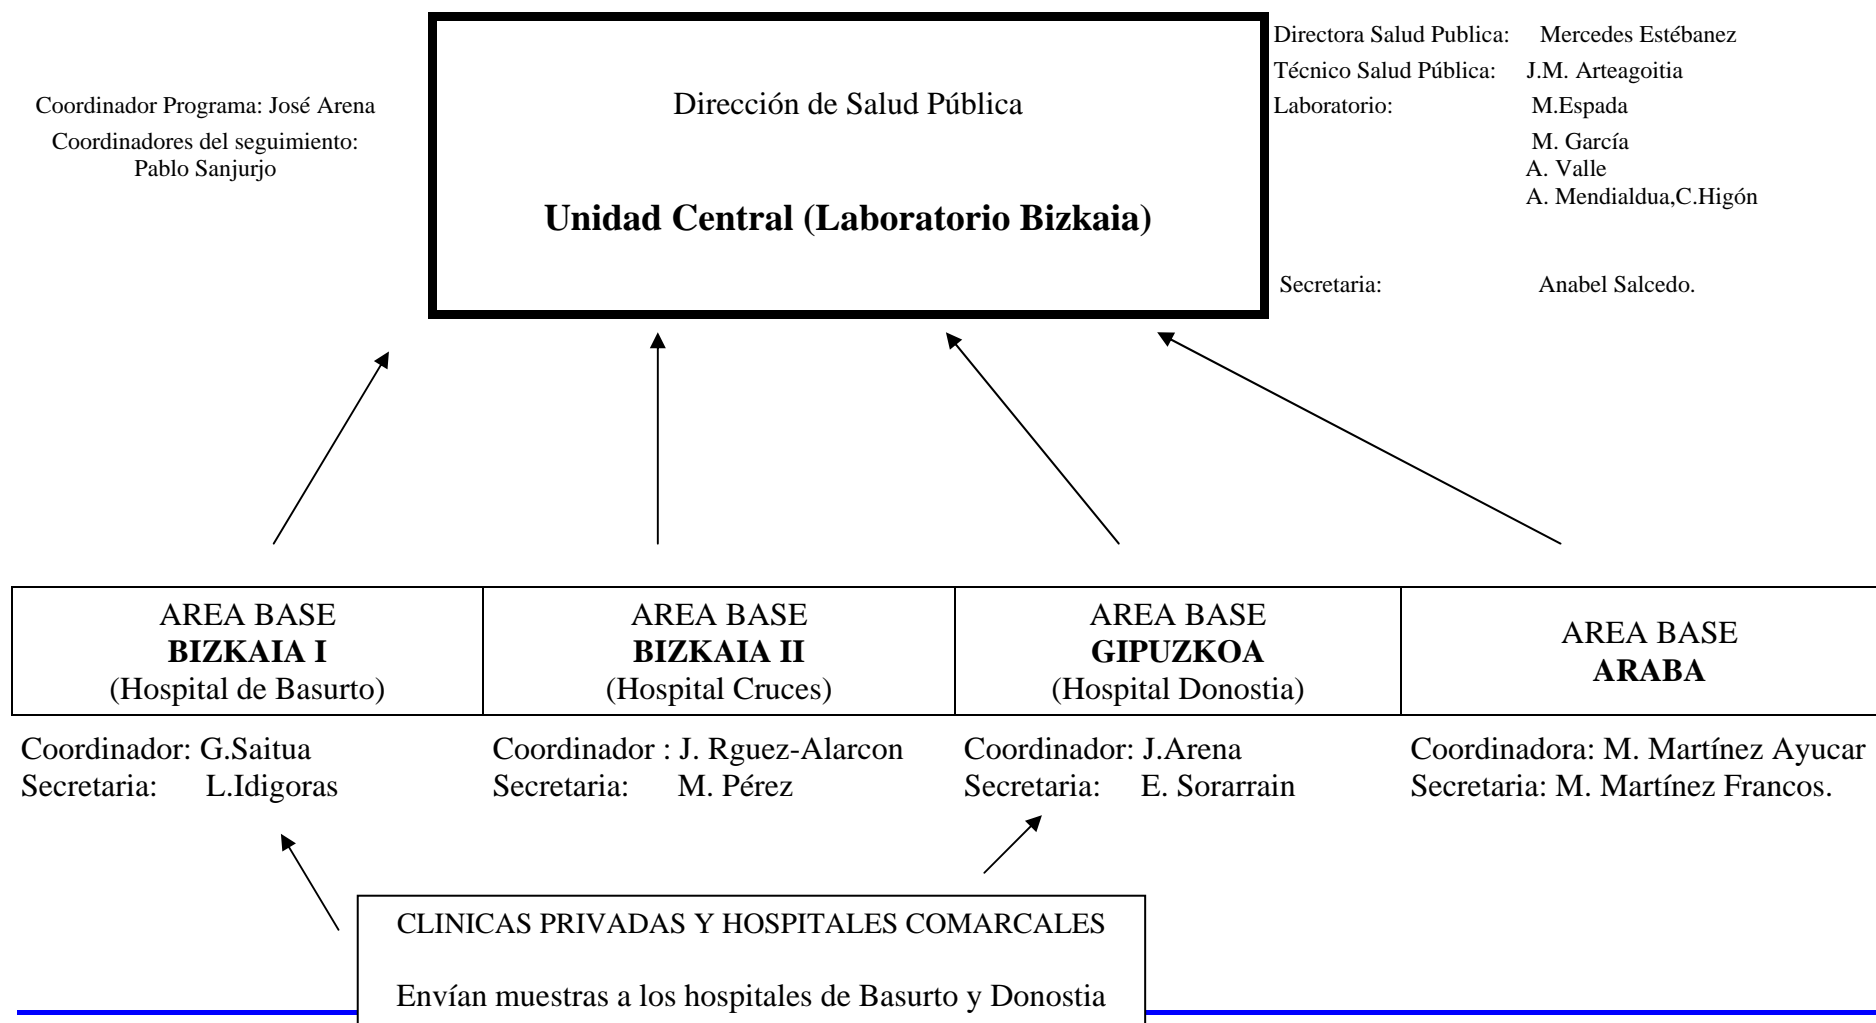 Coordinador Programa: José Arena
Coordinadores del seguimiento:
Pablo Sanjurjo
Dirección de Salud Pública
Unidad Central (Laboratorio Bizkaia)
Directora Salud Publica: Mercedes Estébanez
Técnico Salud Pública: J.M. Arteagoitia
Laboratorio: M.Espada
M. García
A. Valle
A. Mendialdua,C.Higón
Secretaria: Anabel Salcedo.
AREA BASE
BIZKAIA I
(Hospital de Basurto)
AREA BASE
BIZKAIA II
(Hospital Cruces)
AREA BASE
GIPUZKOA
(Hospital Donostia)
AREA BASE
ARABA
Coordinador: G.Saitua
Secretaria: L.Idigoras
Coordinador : J. Rguez-Alarcon
Secretaria: M. Pérez
Coordinador: J.Arena
Secretaria: E. Sorarrain
Coordinadora: M. Martínez Ayucar
Secretaria: M. Martínez Francos.
CLINICAS PRIVADAS Y HOSPITALES COMARCALES
Envían muestras a los hospitales de Basurto y Donostia